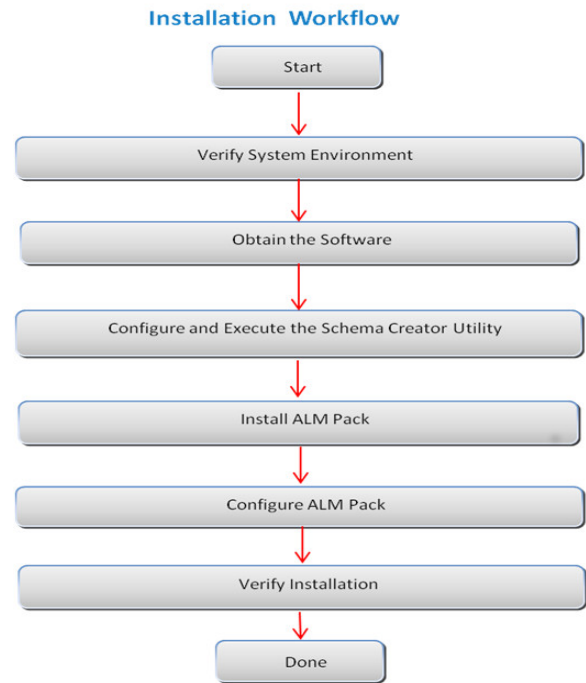 Installation Workflow
Start
Verify System Environment
Obtain the Software
Configure and Execute the Schema Creator Utility
Install ALM Pack
Configure ALM Pack
Verify Installation
Done